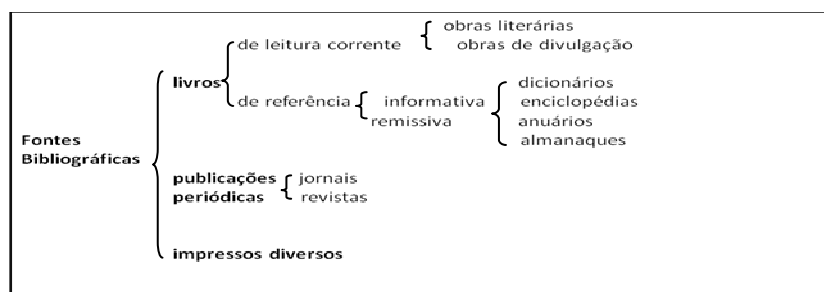 obras literárias
de leitura corrente
obras de divulgação
livros
dicionários
de referência
informativa
enciclopédias
remissiva
anuários
Fontes
almanaques
Bibliográficas
publicações
jornais
periódicas
revistas
impressos diversos